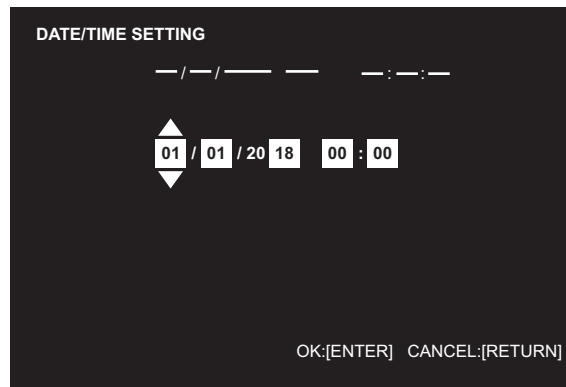 DATE/TIME SETTING
—/—/—— —  —:—:—
01 / 01 / 20 18 00 : 00
OK:[ENTER] CANCEL:[RETURN]